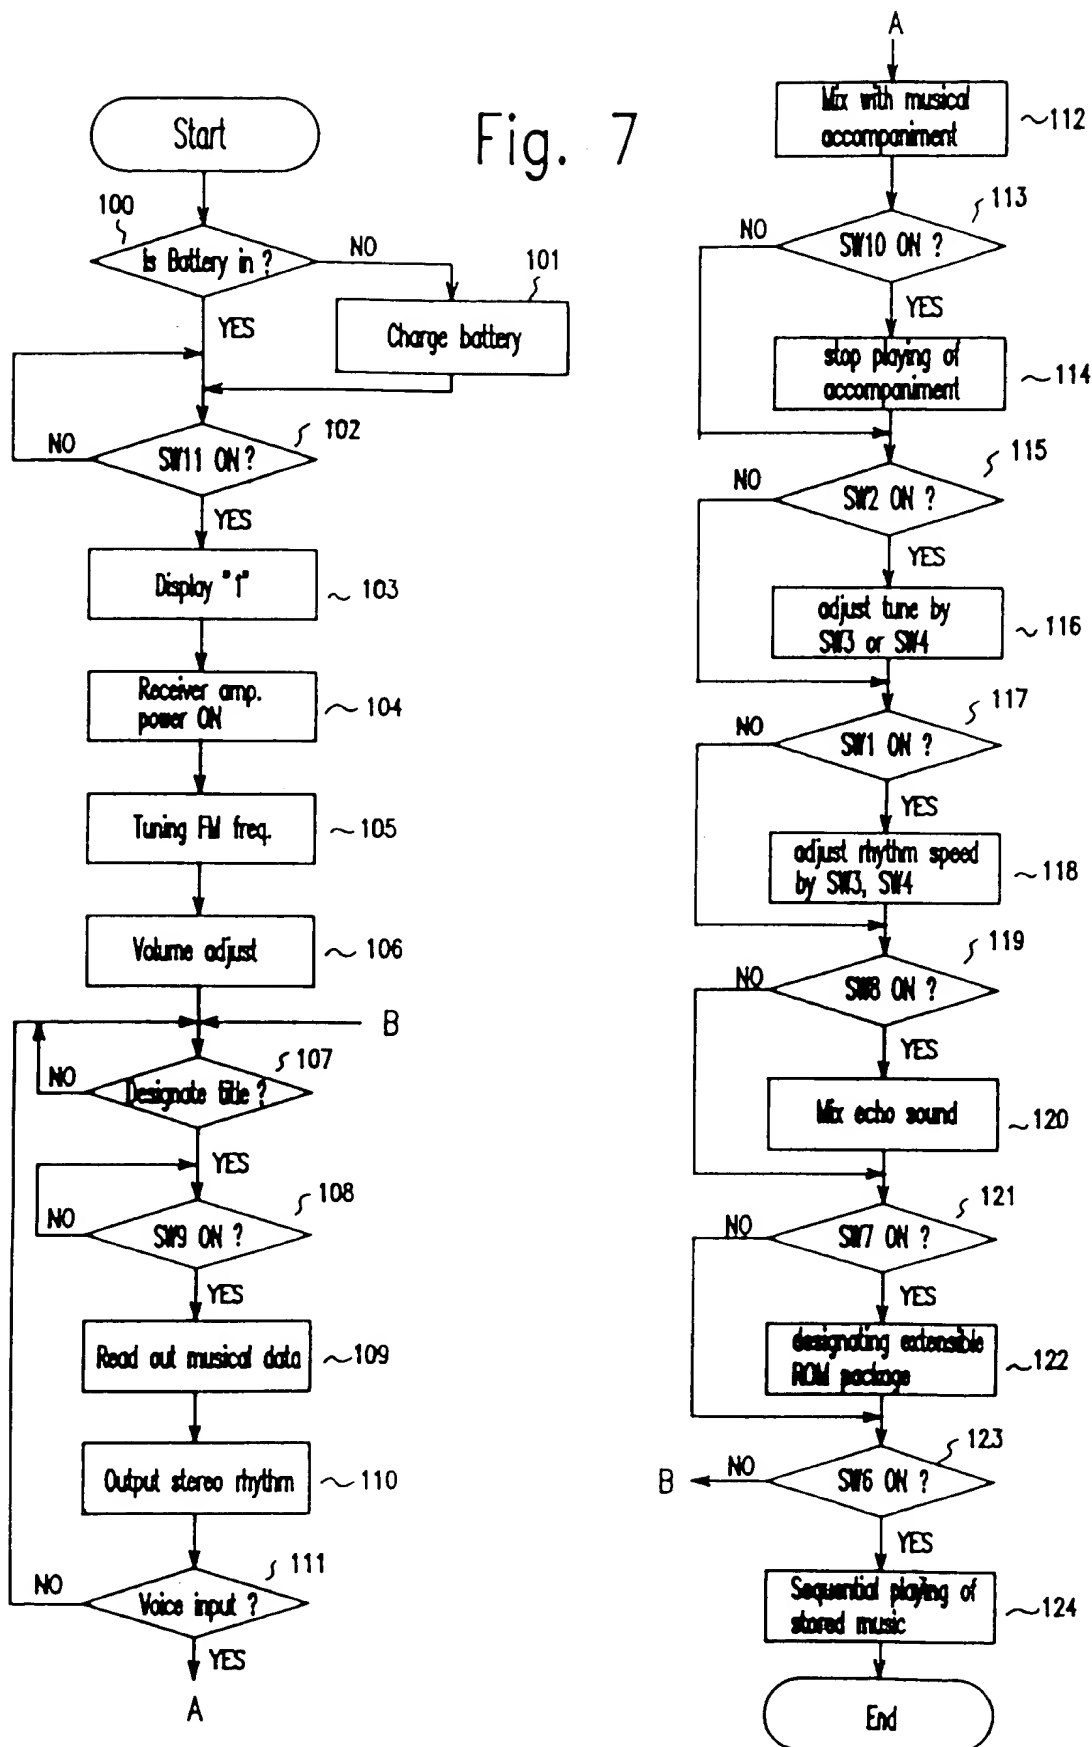 Fig. 7
Start
100
Is Battery in ?
NO
101
Charge battery
YES
102
SW11 ON ?
NO
YES
Display "1"
103
Receiver amp.
power ON
104
Tuning FM freq.
105
Volume adjust
106
B
107
Designate title ?
NO
YES
108
SW9 ON ?
NO
YES
Read out musical data
109
Output stereo rhythm
110
111
Voice input ?
NO
YES
A
A
Mix with musical
accompaniment
112
113
SW10 ON ?
NO
YES
stop playing of
accompaniment
114
115
SW2 ON ?
NO
YES
adjust tune by
SW3 or SW4
116
117
SW1 ON ?
NO
YES
adjust rhythm speed
by SW3, SW4
118
119
SW8 ON ?
NO
YES
Mix echo sound
120
121
SW7 ON ?
NO
YES
designating extensible
ROM package
122
123
SW6 ON ?
NO
B
YES
Sequential playing of
stored music
124
End